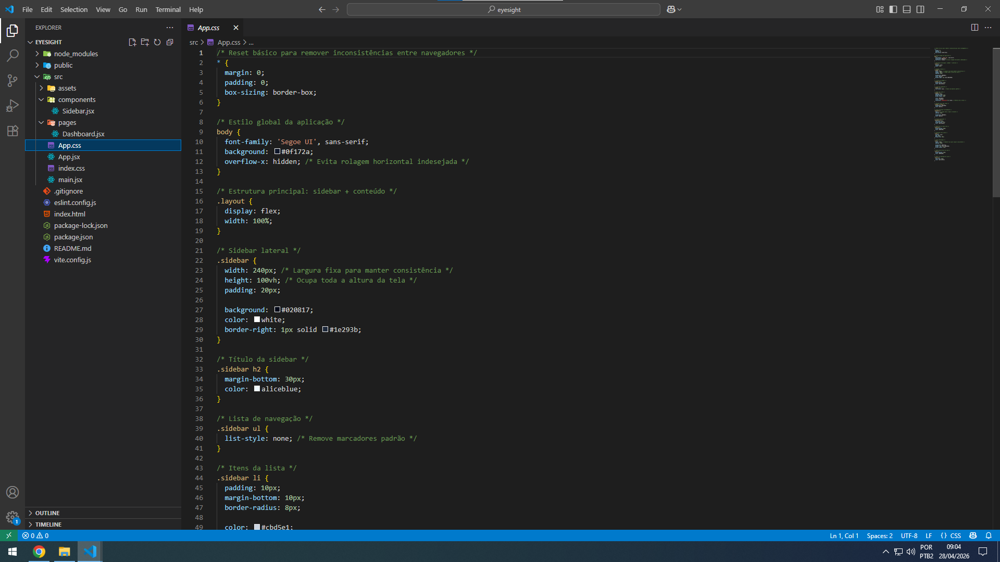 File Edit Selection View Go Run Terminal Help
eyesight
EXPLORER
EYESIGHT
node_modules
public
src
assets
components
Sidebar.jsx
pages
Dashboard.jsx
App.css
App.jsx
index.css
main.jsx
.gitignore
eslint.config.js
index.html
package-lock.json
package.json
README.md
vite.config.js
OUTLINE
TIMELINE
App.css
src > App.css > ...
1 /* Reset básico para remover inconsistências entre navegadores */
2 * {
3 margin: 0;
4 padding: 0;
5 box-sizing: border-box;
6 }
7
8 /* Estilo global da aplicação */
9 body {
10 font-family: 'Segoe UI', sans-serif;
11 background: #0f172a;
12 overflow-x: hidden; /* Evita rolagem horizontal indesejada */
13 }
14
15 /* Estrutura principal: sidebar + conteúdo */
16 .layout {
17 display: flex;
18 width: 100%;
19 }
20
21 /* Sidebar lateral */
22 .sidebar {
23 width: 240px; /* Largura fixa para manter consistência */
24 height: 100vh; /* Ocupa toda a altura da tela */
25 padding: 20px;
26
27 background: #020817;
28 color: white;
29 border-right: 1px solid #1e293b;
30 }
31
32 /* Título da sidebar */
33 .sidebar h2 {
34 margin-bottom: 30px;
35 color: aliceblue;
36 }
37
38 /* Lista de navegação */
39 .sidebar ul {
40 list-style: none; /* Remove marcadores padrão */
41 }
42
43 /* Itens da lista */
44 .sidebar li {
45 padding: 10px;
46 margin-bottom: 10px;
47 border-radius: 8px;
48
49 color: #cbd5e1;
1
0 0
Ln 1, Col 1 Spaces: 2 UTF-8 LF {} CSS
POR
PTB2
09:04
28/04/2026